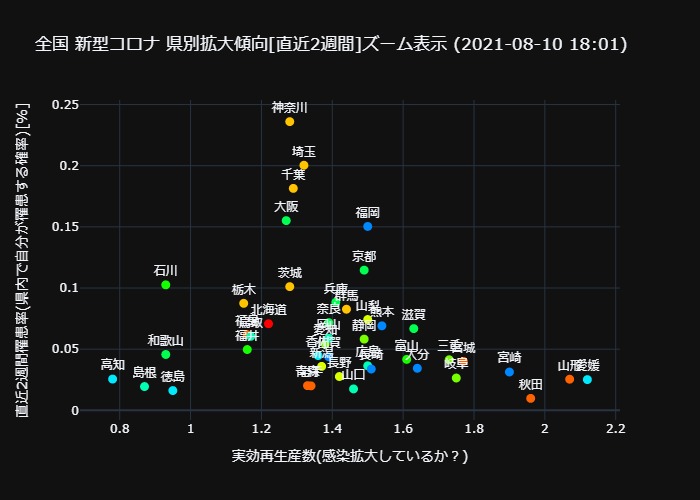 全国 新型コロナ 県別拡大傾向[直近2週間]ズーム表示 (2021-08-10 18:01)
直近2週間罹患率(県内で自分が罹患する確率)[%]
0.25
0.2
0.15
0.1
0.05
0
神奈川
埼玉
千葉
大阪
福岡
京都
石川
茨城
栃木
兵庫
群馬
北海道
奈良
山梨
熊本
静岡
滋賀
福井
和歌山
富山
三重
宮城
長野
大分
岐阜
高知
島根
徳島
山口
宮崎
秋田
山形
愛媛
0.8
1
1.2
1.4
1.6
1.8
2
2.2
実効再生産数(感染拡大しているか？)